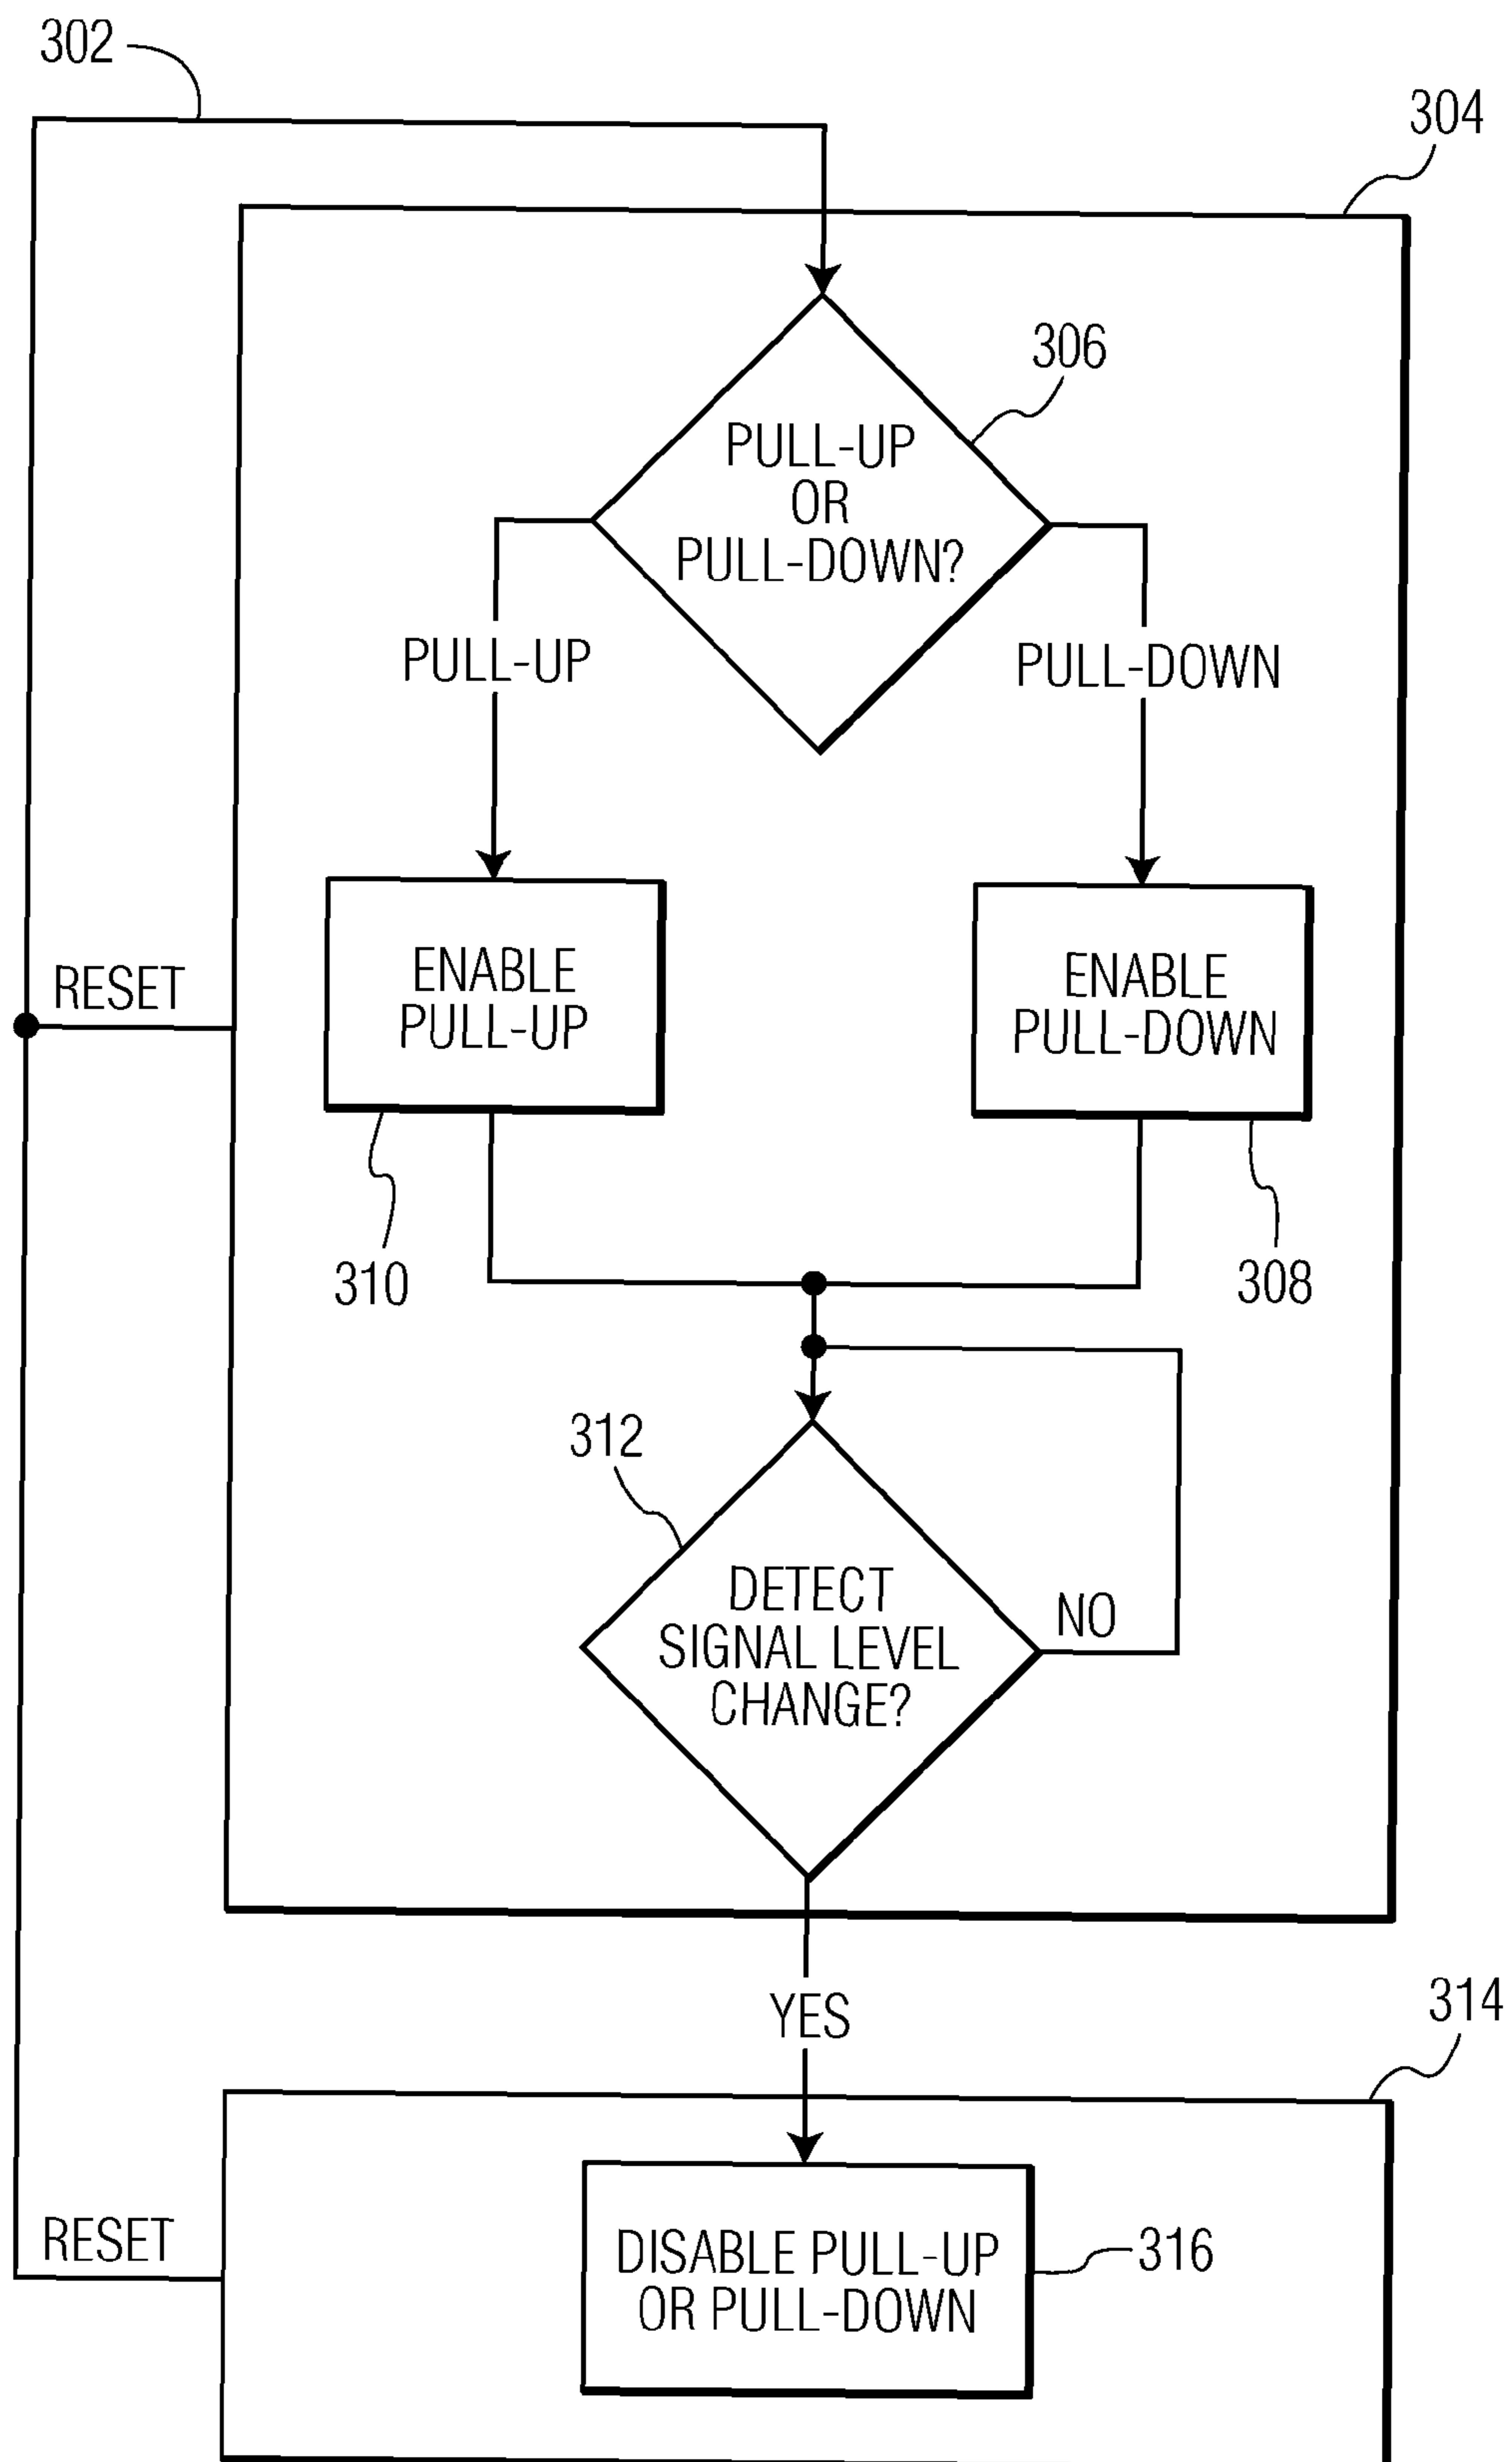 302
304
306
PULL-UP
OR
PULL-DOWN?
PULL-UP
PULL-DOWN
ENABLE
PULL-UP
ENABLE
PULL-DOWN
RESET
310
308
312
DETECT
SIGNAL LEVEL
CHANGE?
NO
YES
314
RESET
DISABLE PULL-UP
OR PULL-DOWN
316